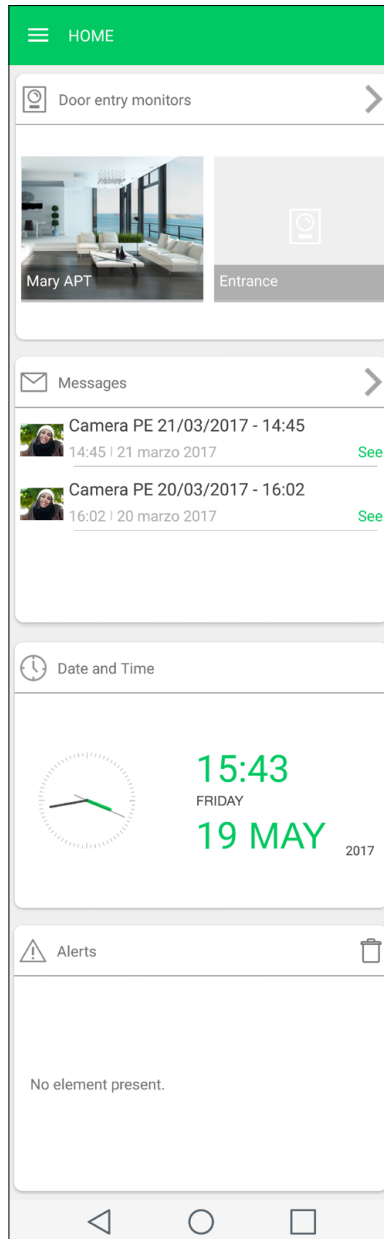 HOME
Door entry monitors
Mary APT
Entrance
Messages
Camera PE 21/03/2017 - 14:45
14:45 | 21 marzo 2017
See
Camera PE 20/03/2017 - 16:02
16:02 | 20 marzo 2017
See
Date and Time
15:43
FRIDAY
19 MAY
2017
Alerts
No element present.